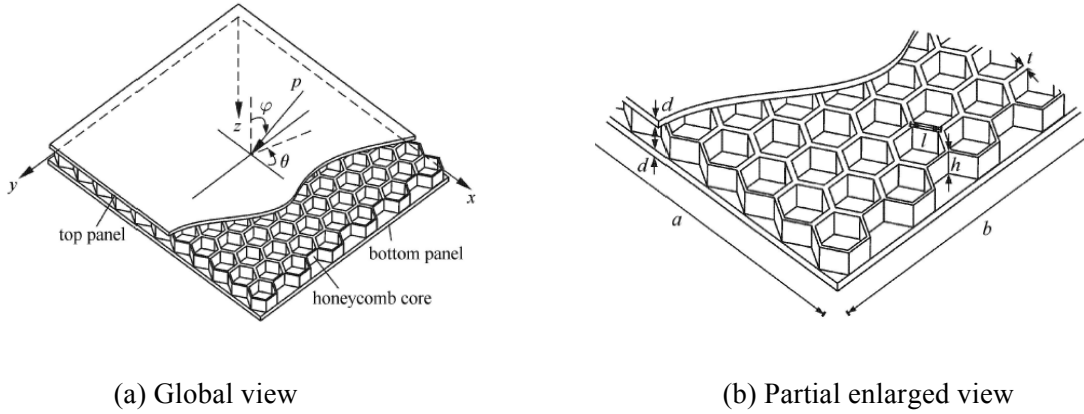 p
φ
z
θ
y
x
top panel
bottom panel
honeycomb core
t
d
l
d
h
a
b
(a) Global view
(b) Partial enlarged view